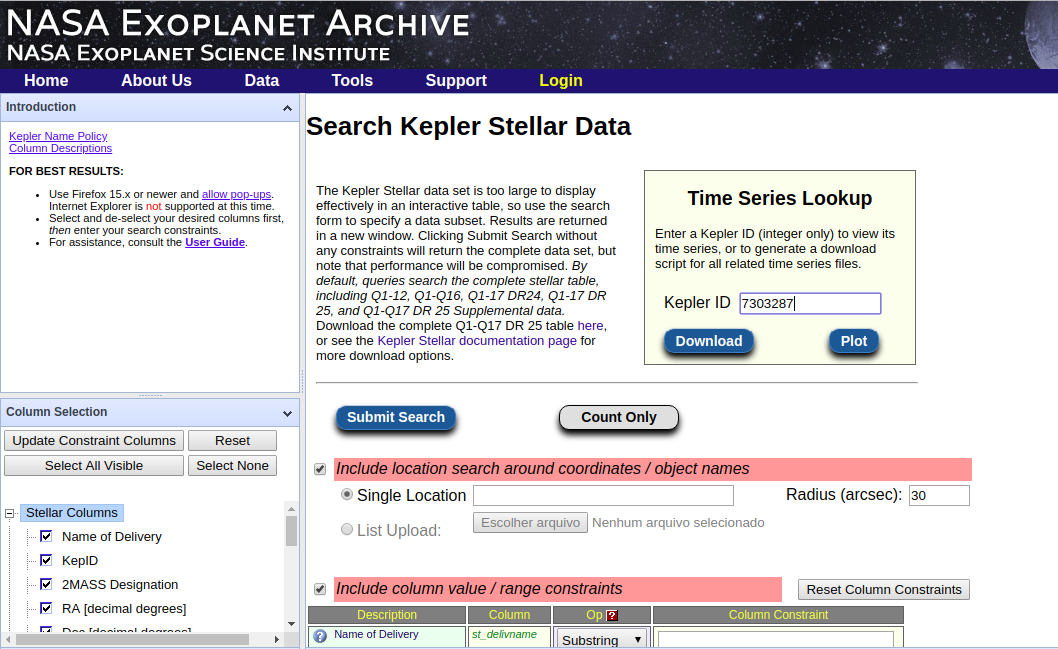 NASA EXOPLANET ARCHIVE
NASA EXOPLANET SCIENCE INSTITUTE
Home About Us Data Tools Support Login
Introduction
Kepler Name Policy
Column Descriptions
FOR BEST RESULTS:
• Use Firefox 15.x or newer and allow pop-ups.
Internet Explorer is not supported at this time.
• Select and de-select your desired columns first,
then enter your search constraints.
• For assistance, consult the User Guide.
Column Selection
Update Constraint Columns Reset
Select All Visible Select None
Stellar Columns
Name of Delivery
KepID
2MASS Designation
RA [decimal degrees]
Dec [decimal degrees]
Search Kepler Stellar Data
The Kepler Stellar data set is too large to display
effectively in an interactive table, so use the search
form to specify a data subset. Results are returned
in a new window. Clicking Submit Search without
any constraints will return the complete data set, but
note that performance will be compromised. By
default, queries search the complete stellar table,
including Q1-12, Q1-Q16, Q1-17 DR24, Q1-17 DR
25, and Q1-Q17 DR 25 Supplemental data.
Download the complete Q1-Q17 DR 25 table here,
or see the Kepler Stellar documentation page for
more download options.
Time Series Lookup
Enter a Kepler ID (integer only) to view its
time series, or to generate a download
script for all related time series files.
Kepler ID 7303287
Download Plot
Submit Search Count Only
Include location search around coordinates / object names
Single Location Radius (arcsec): 30
List Upload: Escolher arquivo Nenhum arquivo selecionado
Include column value / range constraints Reset Column Constraints
Description Column Op ? Column Constraint
? Name of Delivery st_delivname Substring